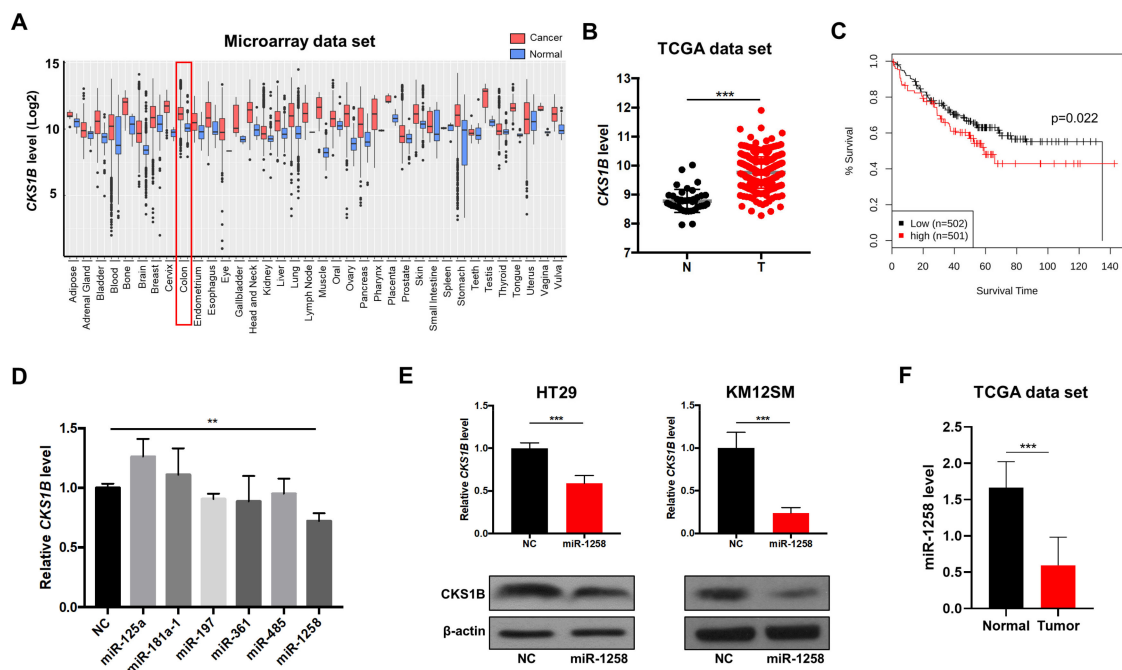 A
Microarray data set
Cancer
Normal
CKS1B level (Log2)
15
10
5
Adipose
Adrenal Gland
Bladder
Blood
Bone
Brain
Breast
Cervix
Colon
Endometrium
Esophagus
Eye
Gallbladder
Head and Neck
Kidney
Liver
Lung
Lymph Node
Muscle
Oral
Ovary
Pancreas
Pharynx
Placenta
Prostate
Skin
Small Intestine
Spleen
Stomach
Teeth
Testis
Thyroid
Tongue
Uterus
Vagina
Vulva
B
TCGA data set
CKS1B level
13
12
11
10
9
8
7
6
***
N
T
C
% Survival
1.0
0.8
0.6
0.4
0.2
0.0
p=0.022
Low (n=502)
high (n=501)
0 20 40 60 80 100 120 140
Survival Time
D
Relative CKS1B level
1.5
1.0
0.5
0.0
**
NC
miR-125a
miR-181a-1
miR-197
miR-361
miR-485
miR-1258
E
HT29
Relative CKS1B level
1.5
1.0
0.5
0.0
***
NC miR-1258
KM12SM
Relative CKS1B level
1.5
1.0
0.5
0.0
***
NC miR-1258
CKS1B
β-actin
NC miR-1258
NC miR-1258
F
TCGA data set
miR-1258 level
2.5
2.0
1.5
1.0
0.5
0.0
***
Normal Tumor